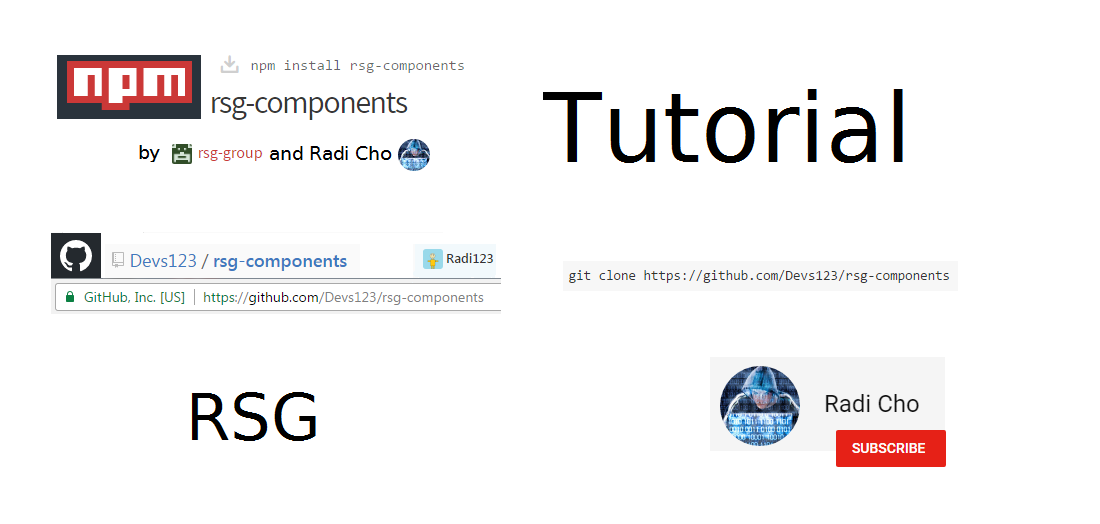 npm
npm install rsg-components
rsg-components
by rsg-group and Radi Cho
Tutorial
Devs123 / rsg-components
Radi123
GitHub, Inc. [US] | https://github.com/Devs123/rsg-components
git clone https://github.com/Devs123/rsg-components
RSG
Radi Cho
SUBSCRIBE